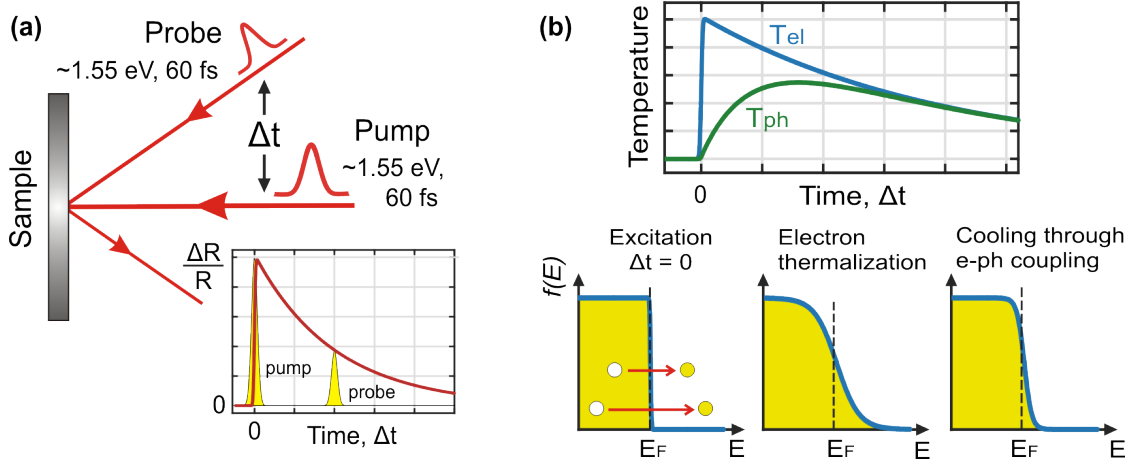 (a)
Probe
~1.55 eV, 60 fs
Δt
Pump
~1.55 eV,
60 fs
Sample
ΔR
R
pump
probe
0
0
Time, Δt
(b)
Temperature
Tel
Tph
0
Time, Δt
Excitation
Δt = 0
f(E)
EF
E
Electron
thermalization
EF
E
Cooling through
e-ph coupling
EF
E